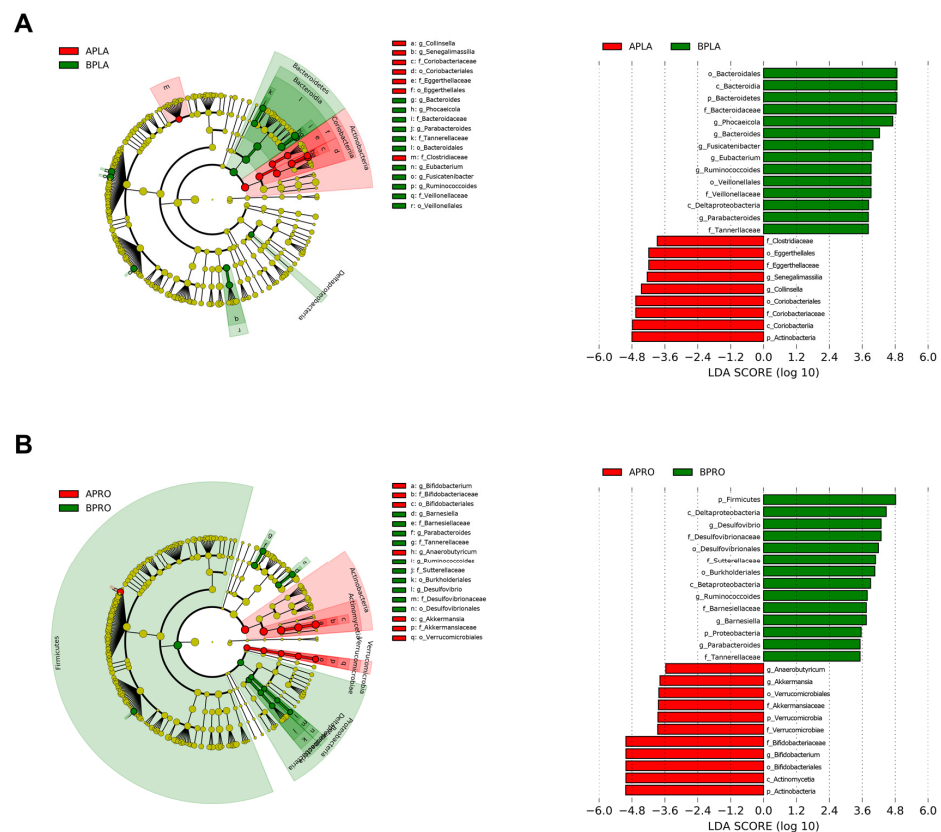 A
APLA
BPLA
m
k
l
Bacteroidetes
Bacteroidia
f
e
c
d
Coriobacteriia
Actinobacteria
Deltaproteobacteria
q
r
a: g_Collinsella
b: g_Senegalimassilia
c: f_Coriobacteriaceae
d: o_Coriobacteriales
e: f_Eggerthellaceae
f: o_Eggerthellales
g: g_Bacteroides
h: g_Phocaeicola
i: f_Bacteroidaceae
j: g_Parabacteroides
k: f_Tannerellaceae
l: o_Bacteroidales
m: f_Clostridiaceae
n: g_Eubacterium
o: g_Fusicatenibacter
p: g_Ruminococcoides
q: f_Veillonellaceae
r: o_Veillonellales
APLA
BPLA
o_Bacteroidales
c_Bacteroidia
p_Bacteroidetes
f_Bacteroidaceae
g_Phocaeicola
g_Bacteroides
g_Fusicatenibacter
g_Eubacterium
g_Ruminococcoides
o_Veillonellales
f_Veillonellaceae
c_Deltaproteobacteria
g_Parabacteroides
f_Tannerllaceae
f_Clostridiaceae
o_Eggerthellales
f_Eggerthellaceae
g_Senegalimassilia
g_Collinsella
o_Coriobacteriales
f_Coriobacteriaceae
c_Coriobacteriia
p_Actinobacteria
−6.0 −4.8 −3.6 −2.4 −1.2 0.0 1.2 2.4 3.6 4.8 6.0
LDA SCORE (log 10)
B
APRO
BPRO
Firmicutes
Actinobacteria
Actinomycetia
Verrucomicrobia
Verrucomicrobiae
Proteobacteria
a: g_Bifidobacterium
b: f_Bifidobacteriaceae
c: o_Bifidobacteriales
d: g_Barnesiella
e: f_Barnesiellaceae
f: g_Parabacteroides
g: f_Tannerellaceae
h: g_Anaerobutyricum
i: g_Ruminococcoides
j: f_Sutterellaceae
k: o_Burkholderiales
l: g_Desulfovibrio
m: f_Desulfovibrionaceae
n: o_Desulfovibrionales
o: g_Akkermansia
p: f_Akkermansiaceae
q: o_Verrucomicrobiales
APRO
BPRO
p_Firmicutes
c_Deltaproteobacteria
g_Desulfovibrio
f_Desulfovibrionaceae
o_Desulfovibrionales
f_Sutterellaceae
o_Burkholderiales
c_Betaproteobacteria
g_Ruminococcoides
f_Barnesiellaceae
g_Barnesiella
p_Proteobacteria
g_Parabacteroides
f_Tannerellaceae
g_Anaerobutyricum
g_Akkermansia
o_Verrucomicrobiales
f_Akkermansiaceae
p_Verrucomicrobia
f_Verrucomicrobiae
f_Bifidobacteriaceae
g_Bifidobacterium
o_Bifidobacteriales
c_Actinomycetia
p_Actinobacteria
−6.0 −4.8 −3.6 −2.4 −1.2 0.0 1.2 2.4 3.6 4.8 6.0
LDA SCORE (log 10)